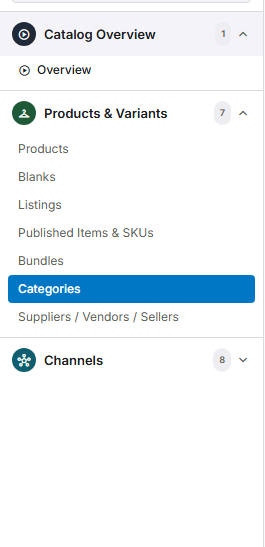 Catalog Overview 1
Overview
Products & Variants 7
Products
Blanks
Listings
Published Items & SKUs
Bundles
Categories
Suppliers / Vendors / Sellers
Channels 8